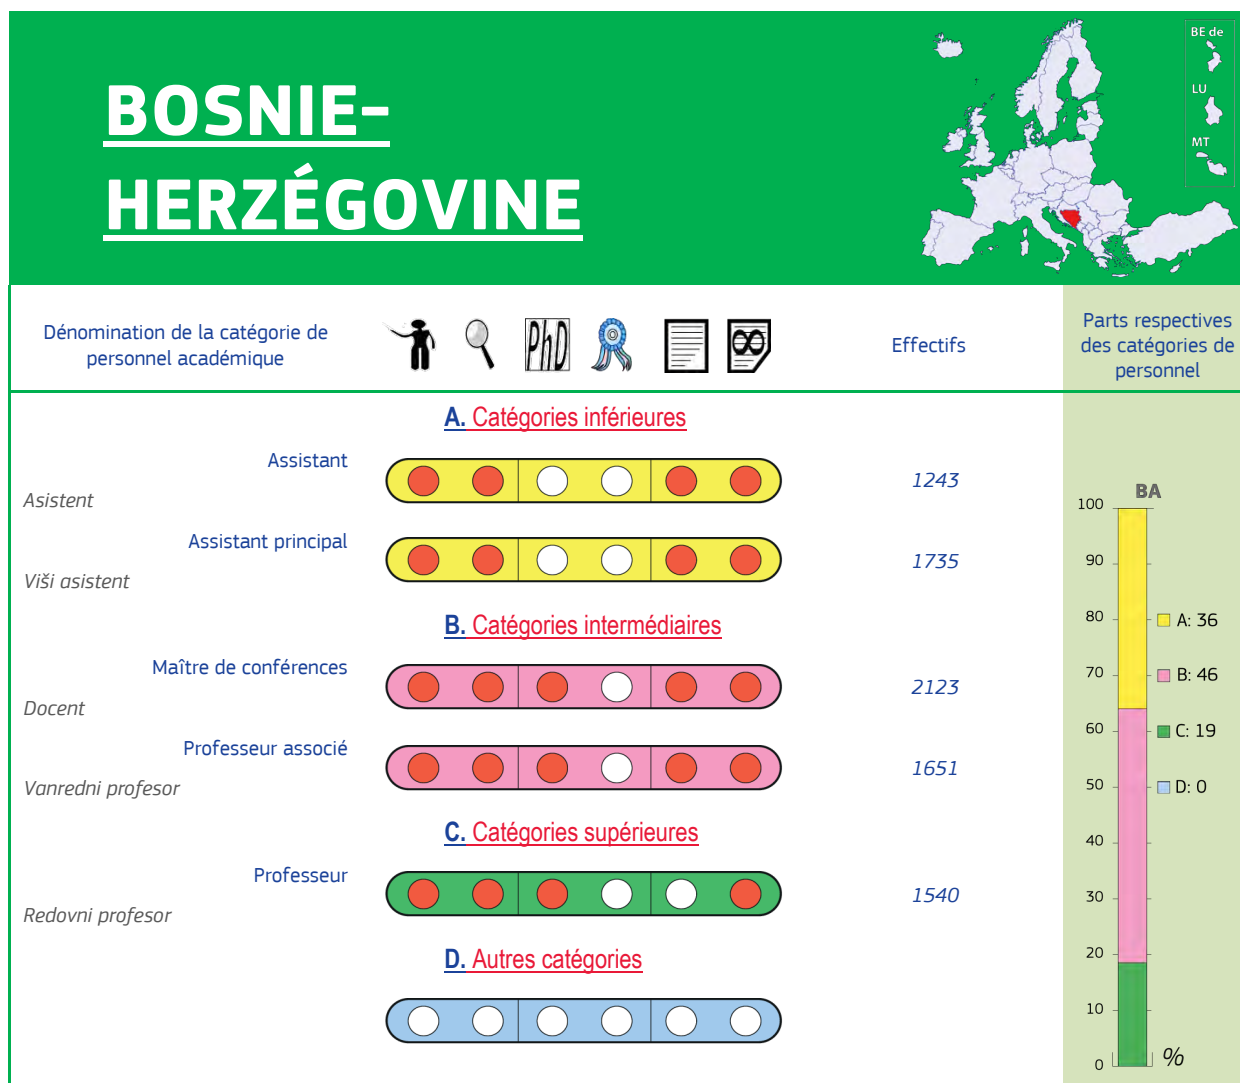 BOSNIE-
HERZÉGOVINE
BE de
LU
MT
Dénomination de la catégorie de
personnel académique
PhD
∞
Effectifs
Parts respectives
des catégories de
personnel
A. Catégories inférieures
Assistant
Asistent
1243
Assistant principal
Viši asistent
1735
B. Catégories intermédiaires
Maître de conférences
Docent
2123
Professeur associé
Vanredni profesor
1651
C. Catégories supérieures
Professeur
Redovni profesor
1540
D. Autres catégories
BA
100
90
80
70
60
50
40
30
20
10
0
%
A: 36
B: 46
C: 19
D: 0